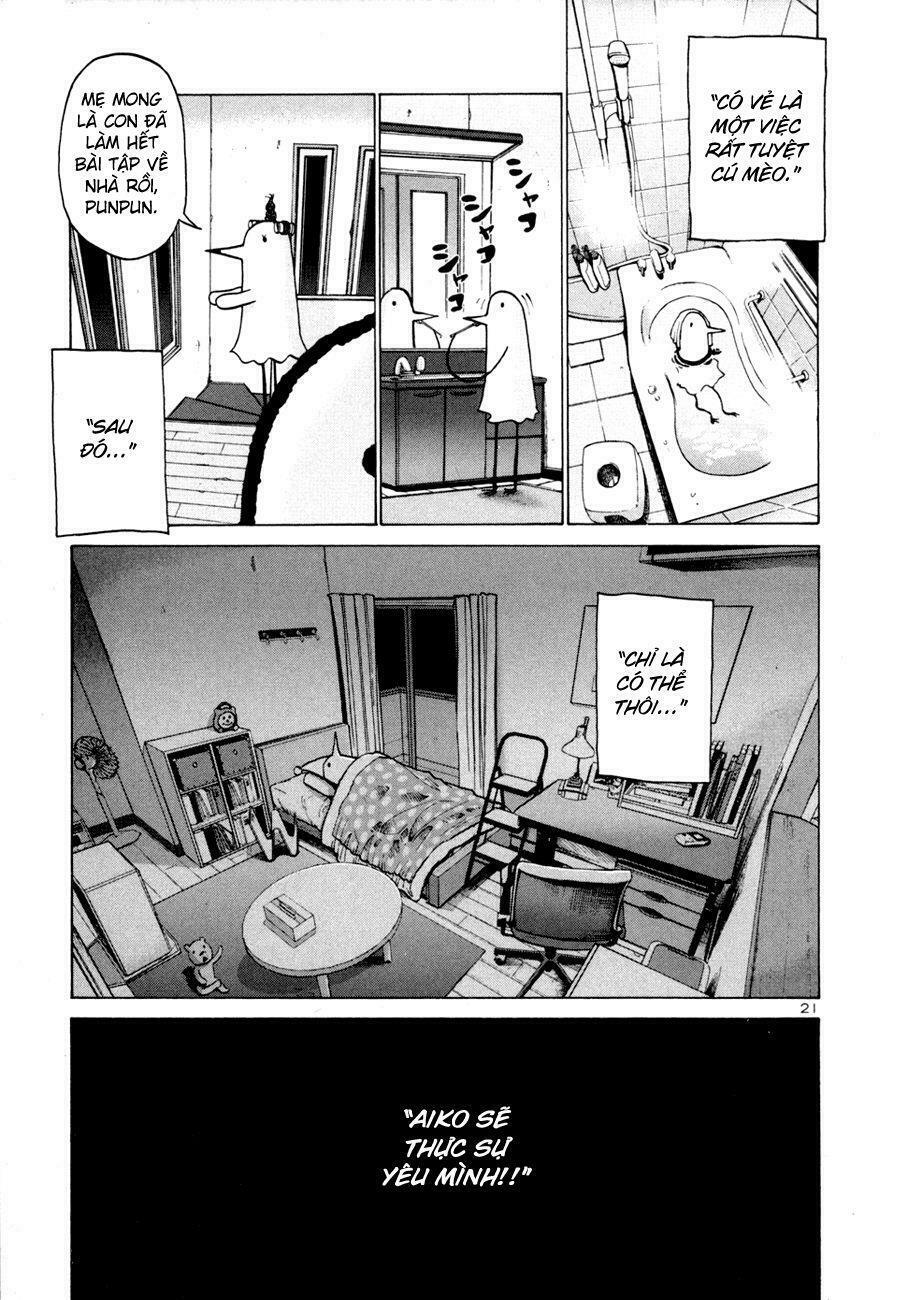 “CÓ VẺ LÀ
MỘT VIỆC
RẤT TUYỆT
CÚ MÈO.”
シャコ
シャコ
シャコ
MẸ MONG
LÀ CON ĐÃ
LÀM HẾT
BÀI TẬP VỀ
NHÀ RỒI,
PUNPUN.
“SAU
ĐÓ...”
“CHỈ LÀ
CÓ THỂ
THÔI...”
21
“AIKO SẼ
THỰC SỰ
YÊU MÌNH!!”